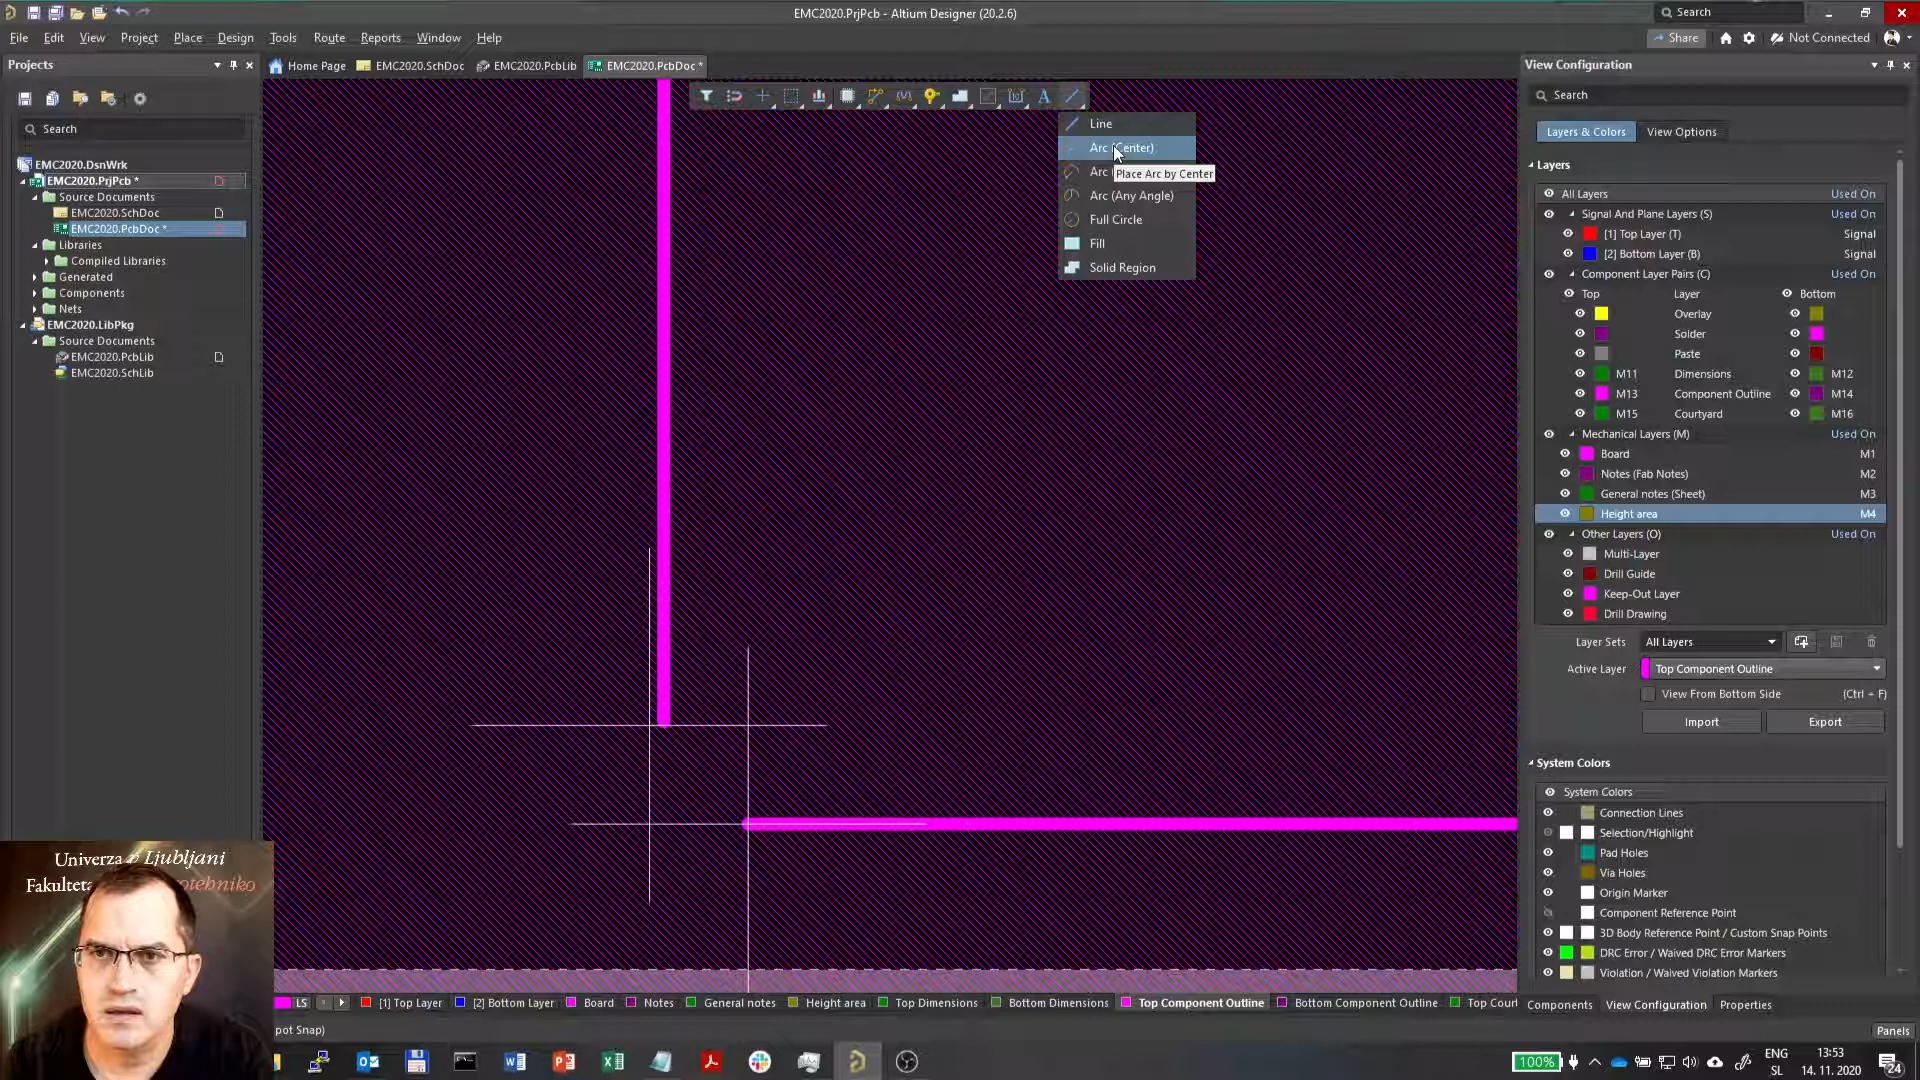 EMC2020.PrjPcb - Altium Designer (20.2.6)
Search
File Edit View Project Place Design Tools Route Reports Window Help
Share
Not Connected
Projects
Home Page
EMC2020.SchDoc
EMC2020.PcbLib
EMC2020.PcbDoc *
View Configuration
Search
Search
Line
Arc (Center)
Arc
Place Arc by Center
Arc (Any Angle)
Full Circle
Fill
Solid Region
EMC2020.DsnWrk
EMC2020.PrjPcb *
Source Documents
EMC2020.SchDoc
EMC2020.PcbDoc *
Libraries
Compiled Libraries
Generated
Components
Nets
EMC2020.LibPkg
Source Documents
EMC2020.PcbLib
EMC2020.SchLib
Layers & Colors View Options
Layers
All Layers Used On
Signal And Plane Layers (S) Used On
[1] Top Layer (T) Signal
[2] Bottom Layer (B) Signal
Component Layer Pairs (C) Used On
Top Layer Bottom
Overlay
Solder
Paste
M11 Dimensions M12
M13 Component Outline M14
M15 Courtyard M16
Mechanical Layers (M) Used On
Board M1
Notes (Fab Notes) M2
General notes (Sheet) M3
Height area M4
Other Layers (O) Used On
Multi-Layer
Drill Guide
Keep-Out Layer
Drill Drawing
Layer Sets All Layers
Active Layer Top Component Outline
View From Bottom Side (Ctrl + F)
Import Export
System Colors
System Colors
Connection Lines
Selection/Highlight
Pad Holes
Via Holes
Origin Marker
Component Reference Point
3D Body Reference Point / Custom Snap Points
DRC Error / Waived DRC Error Markers
Violation / Waived Violation Markers
Components View Configuration Properties
Panels
Univerza Ljubljani
LS [1] Top Layer [2] Bottom Layer Board Notes General notes Height area Top Dimensions Bottom Dimensions Top Component Outline Bottom Component Outline Top Court
pot Snap)
100%
ENG
SL
13:53
14. 11. 2020
24